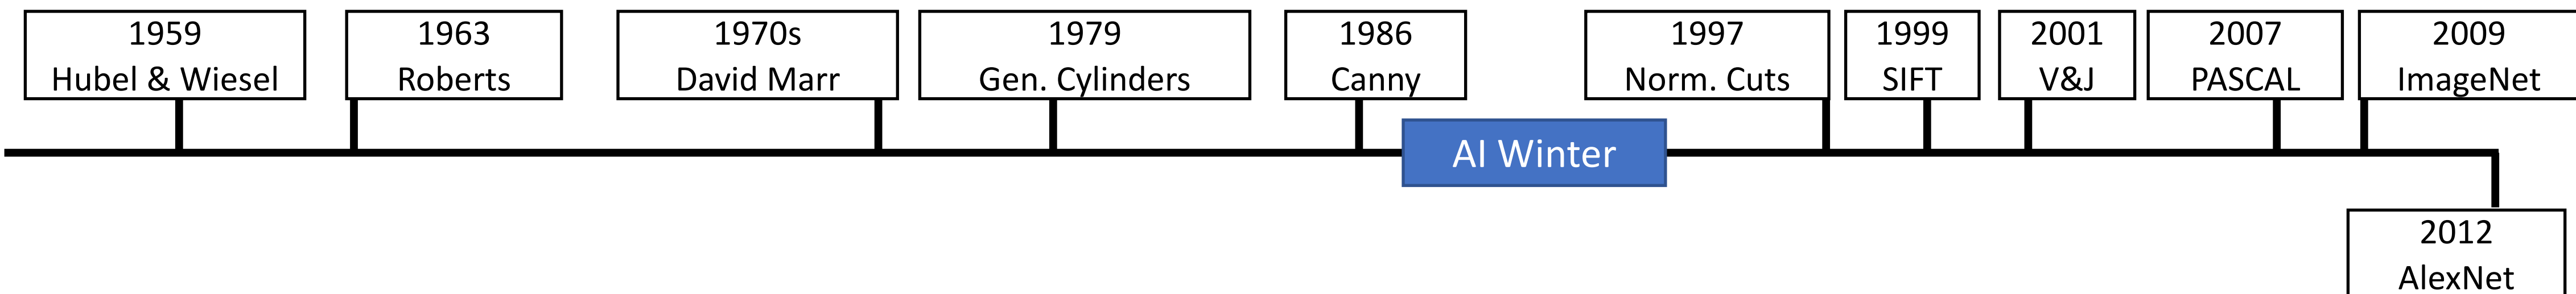 1959
Hubel & Wiesel
1963
Roberts
1970s
David Marr
1979
Gen. Cylinders
1986
Canny
1997
Norm. Cuts
1999
SIFT
2001
V&J
2007
PASCAL
2009
ImageNet
AI Winter
2012
AlexNet